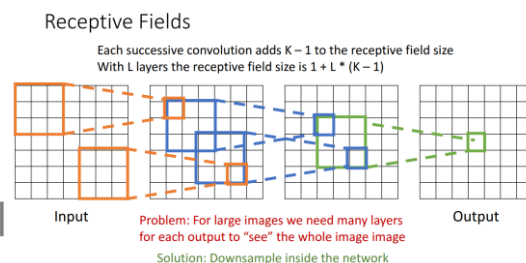 Receptive Fields
Each successive convolution adds K – 1 to the receptive field size
With L layers the receptive field size is 1 + L * (K – 1)
Input
Output
Problem: For large images we need many layers
for each output to “see” the whole image image
Solution: Downsample inside the network